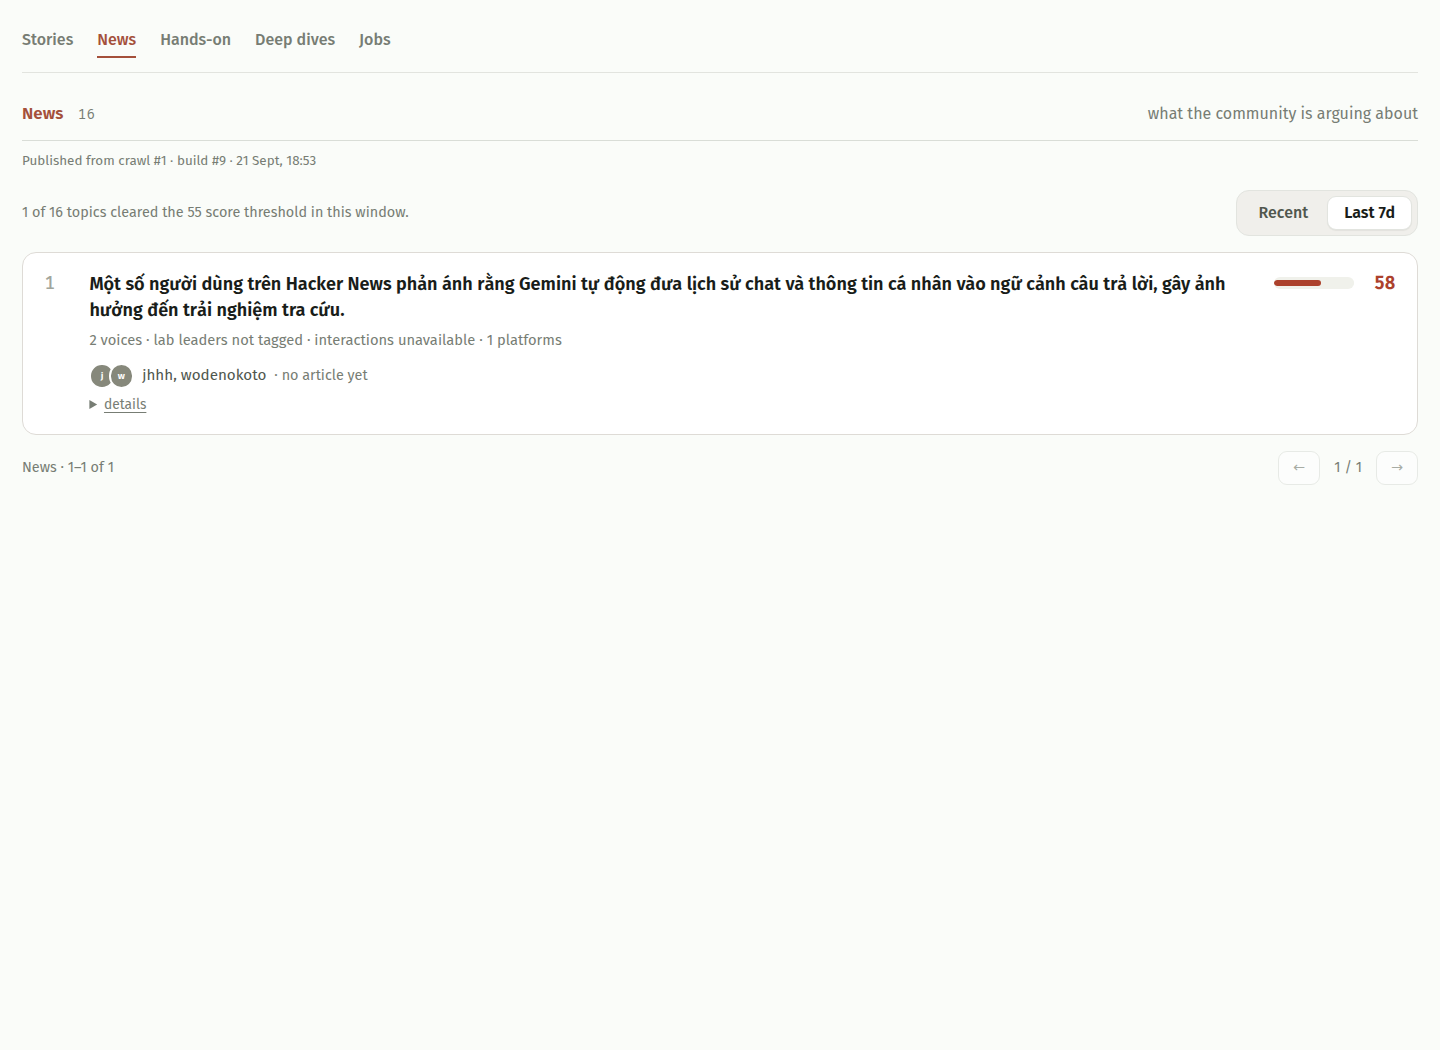 Stories News Hands-on Deep dives Jobs
News 16 what the community is arguing about
Published from crawl #1 · build #9 · 21 Sept, 18:53
1 of 16 topics cleared the 55 score threshold in this window. Recent Last 7d
1 Một số người dùng trên Hacker News phản ánh rằng Gemini tự động đưa lịch sử chat và thông tin cá nhân vào ngữ cảnh câu trả lời, gây ảnh 58
hưởng đến trải nghiệm tra cứu.
2 voices · lab leaders not tagged · interactions unavailable · 1 platforms
j w jhhh, wodenokoto · no article yet
▶ details
News · 1–1 of 1 ← 1 / 1 →